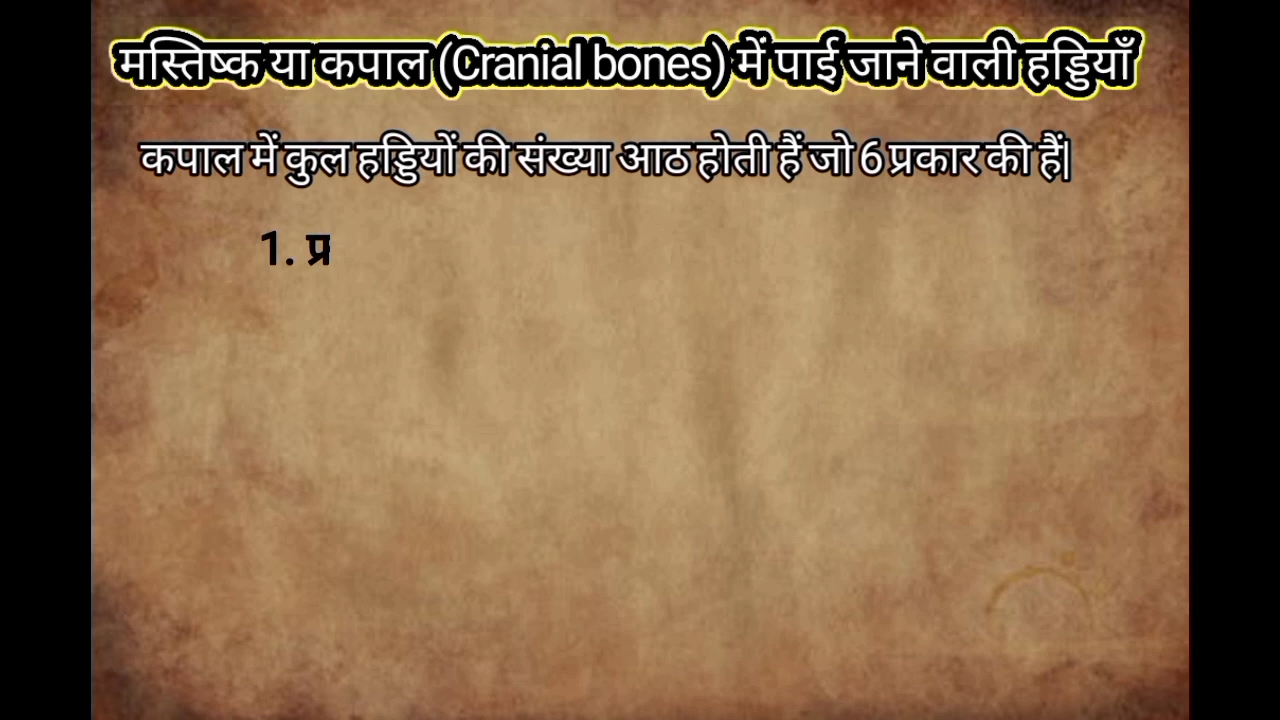 मस्तिष्क या कपाल (Cranial bones) में पाई जाने वाली हड्डियाँ
कपाल में कुल हड्डियों की संख्या आठ होती हैं जो 6 प्रकार की हैं|
1. प्र